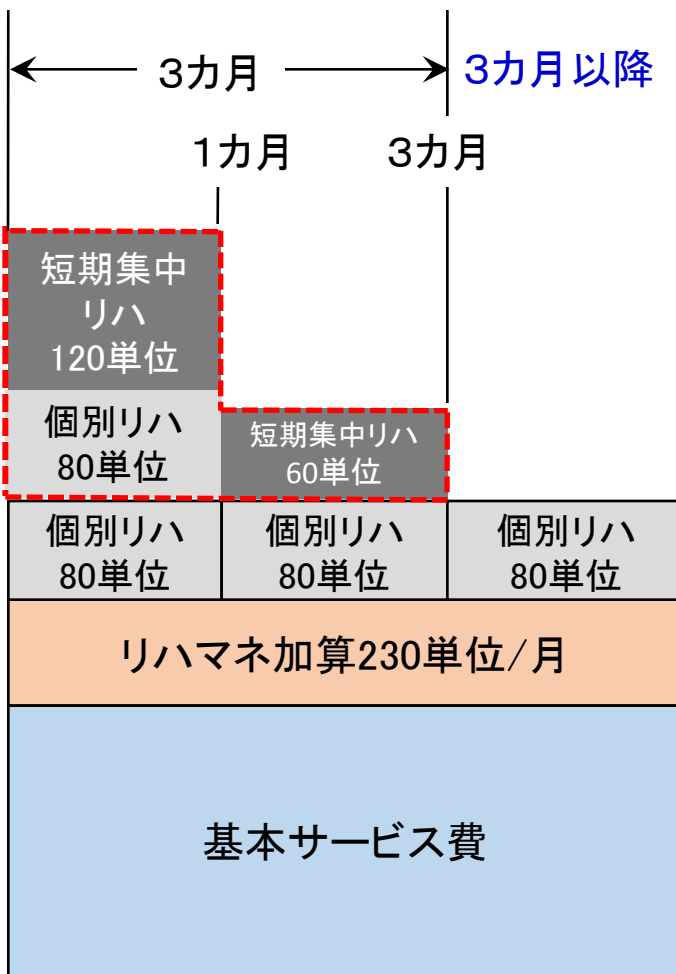 3カ月
3カ月以降
1カ月
3カ月
短期集中
リハ
120単位
個別リハ
80単位
短期集中リハ
60単位
個別リハ
80単位
個別リハ
80単位
個別リハ
80単位
リハマネ加算230単位/月
基本サービス費